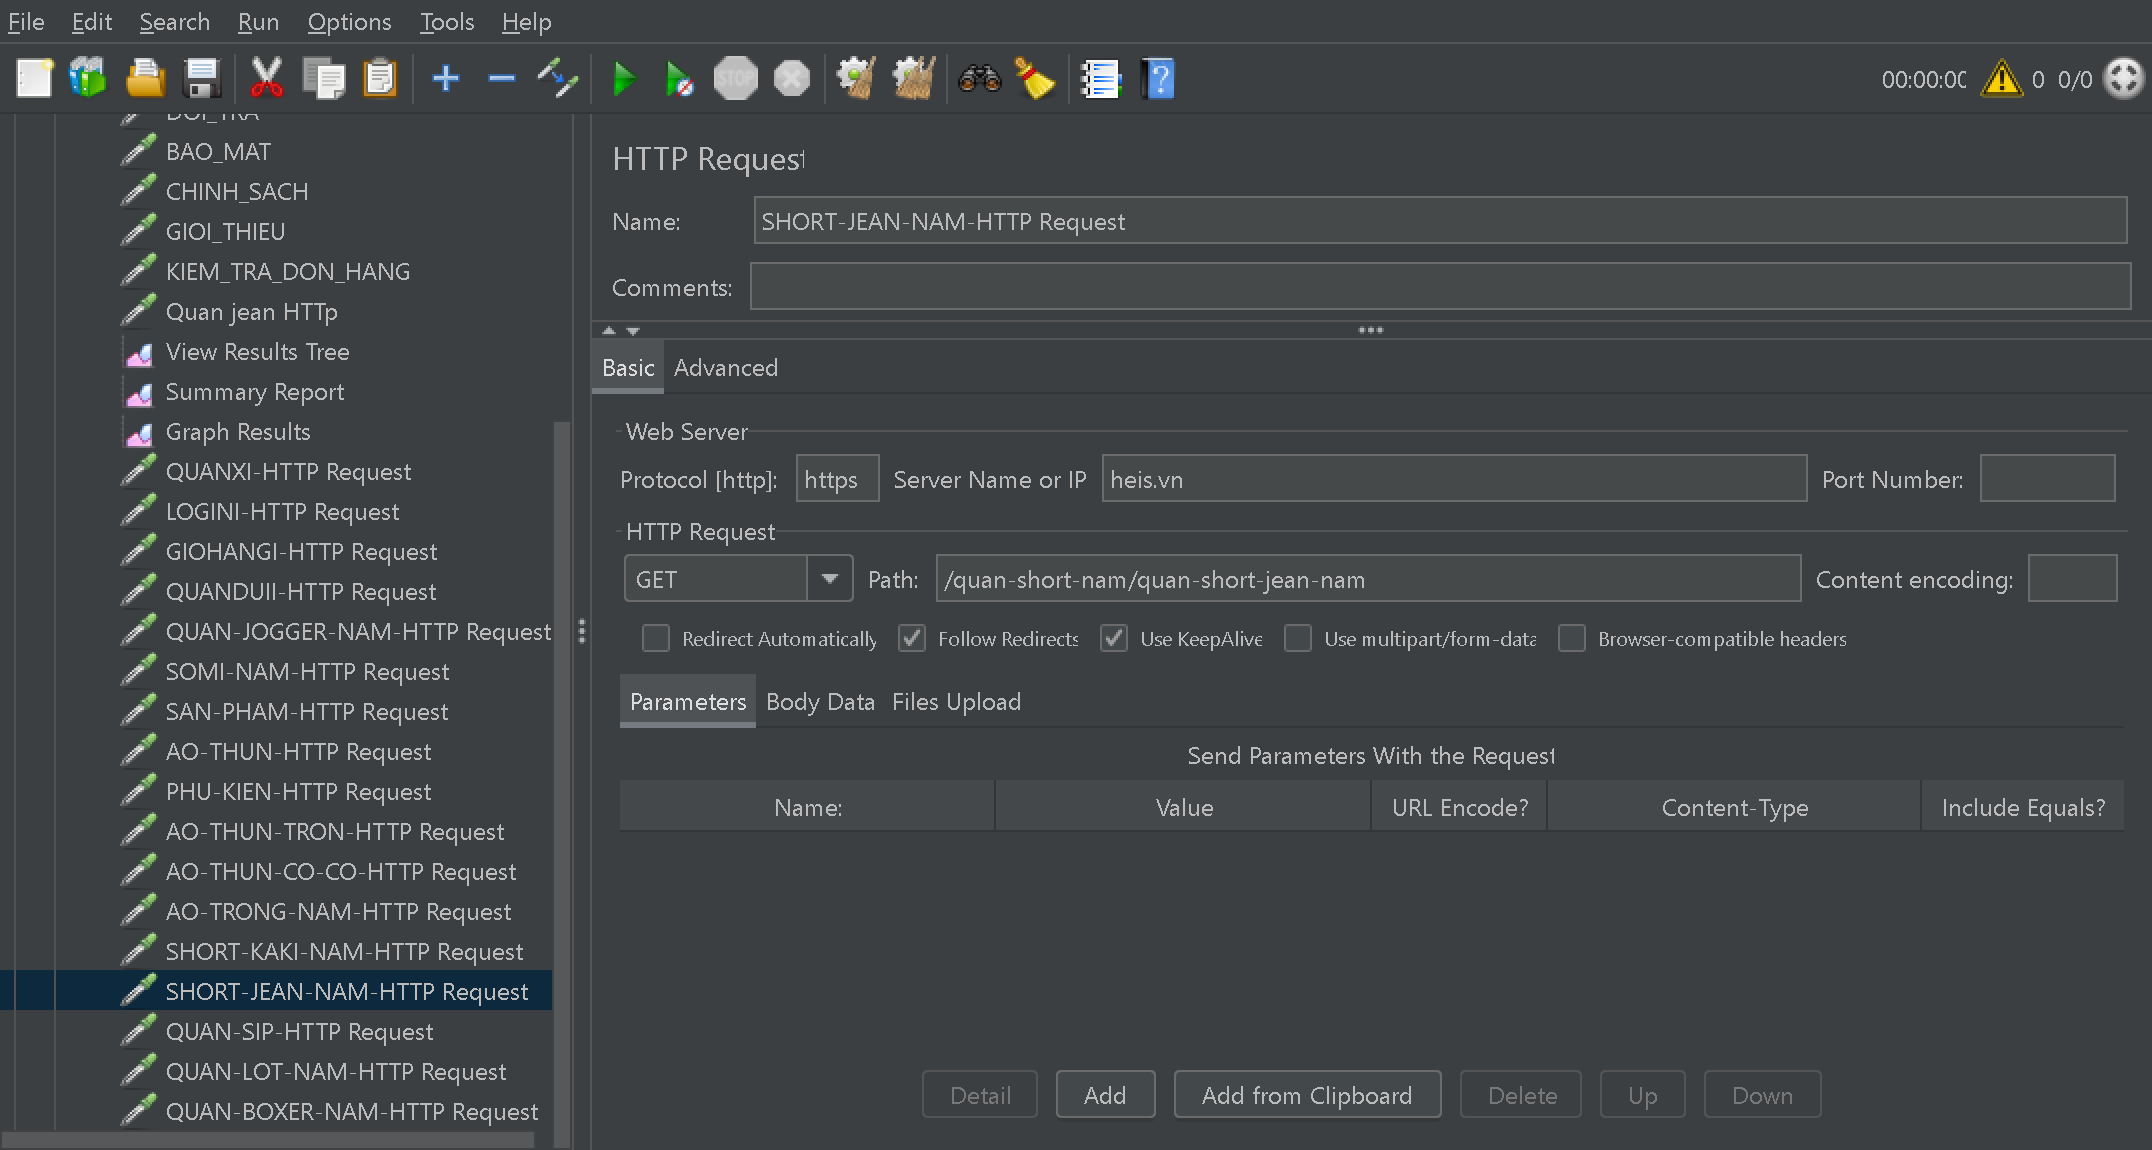 File Edit Search Run Options Tools Help
STOP
00:00:00 0 0/0
DOI_TRA
BAO_MAT
CHINH_SACH
GIOI_THIEU
KIEM_TRA_DON_HANG
Quan jean HTTp
View Results Tree
Summary Report
Graph Results
QUANXI-HTTP Request
LOGINI-HTTP Request
GIOHANGI-HTTP Request
QUANDUII-HTTP Request
QUAN-JOGGER-NAM-HTTP Request
SOMI-NAM-HTTP Request
SAN-PHAM-HTTP Request
AO-THUN-HTTP Request
PHU-KIEN-HTTP Request
AO-THUN-TRON-HTTP Request
AO-THUN-CO-CO-HTTP Request
AO-TRONG-NAM-HTTP Request
SHORT-KAKI-NAM-HTTP Request
SHORT-JEAN-NAM-HTTP Request
QUAN-SIP-HTTP Request
QUAN-LOT-NAM-HTTP Request
QUAN-BOXER-NAM-HTTP Request
HTTP Request
Name: SHORT-JEAN-NAM-HTTP Request
Comments:
Basic Advanced
Web Server
Protocol [http]: https Server Name or IP heis.vn Port Number:
HTTP Request
GET Path: /quan-short-nam/quan-short-jean-nam Content encoding:
Redirect Automatically Follow Redirects Use KeepAlive Use multipart/form-data Browser-compatible headers
Parameters Body Data Files Upload
Send Parameters With the Request
Name: Value URL Encode? Content-Type Include Equals?
Detail Add Add from Clipboard Delete Up Down